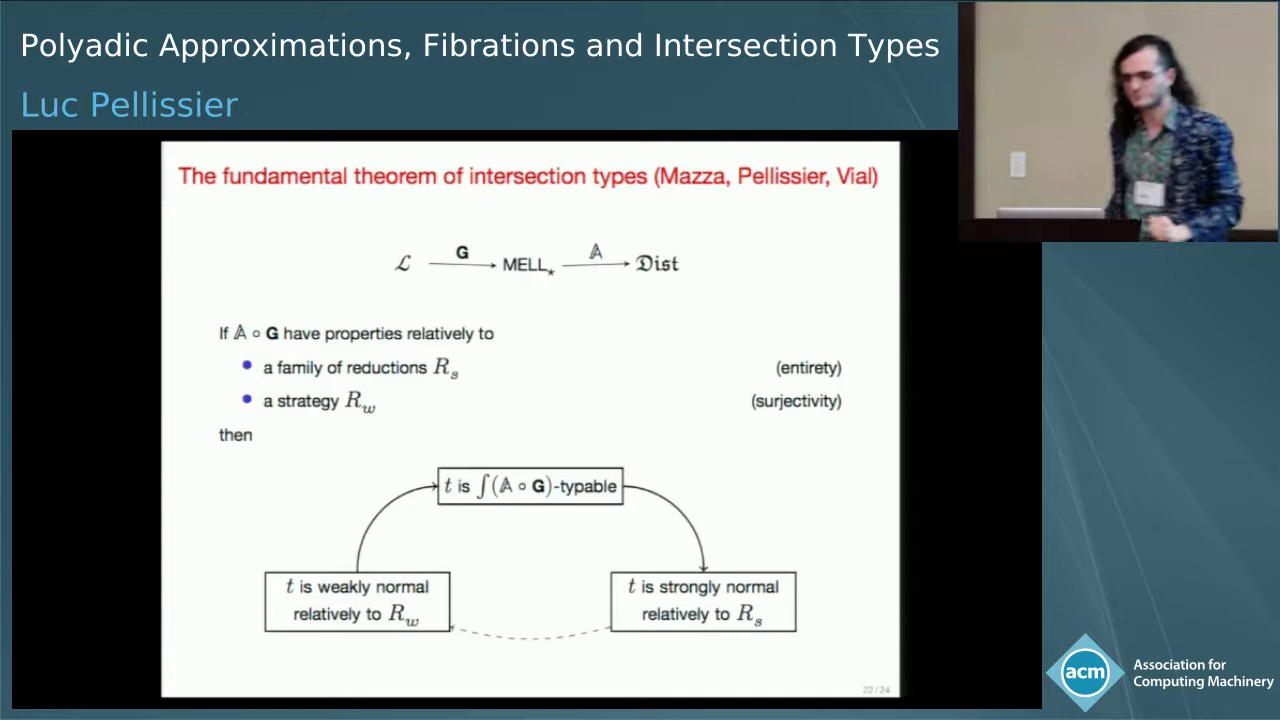 Polyadic Approximations, Fibrations and Intersection Types
Luc Pellissier
The fundamental theorem of intersection types (Mazza, Pellissier, Vial)
ℒ —G→ MELL⋆ —𝔸→ 𝔇ist
If 𝔸 ∘ G have properties relatively to
• a family of reductions R_s (entirety)
• a strategy R_w (surjectivity)
then
t is ∫(𝔸 ∘ G)-typable
t is weakly normal
relatively to R_w
t is strongly normal
relatively to R_s
22 / 24
acm
Association for
Computing Machinery